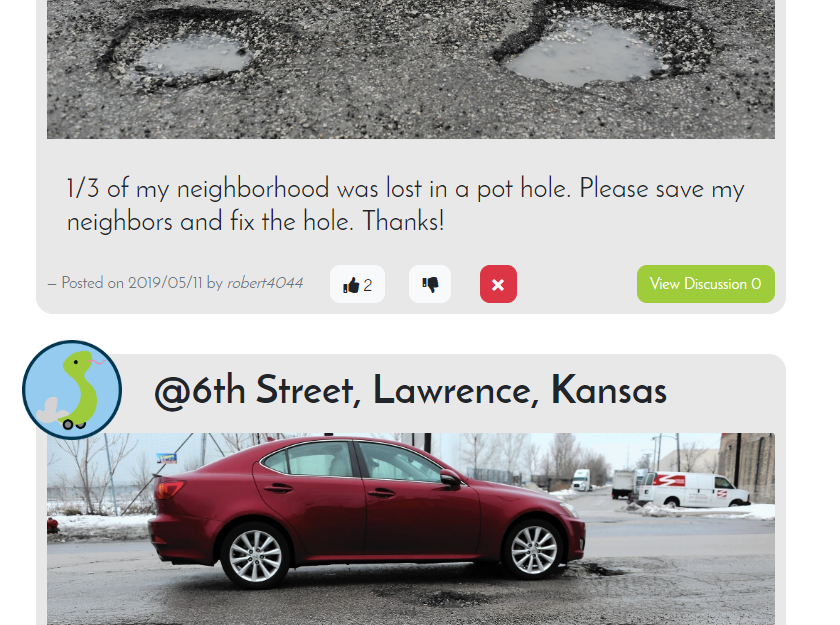 1/3 of my neighborhood was lost in a pot hole. Please save my
neighbors and fix the hole. Thanks!
– Posted on 2019/05/11 by robert4044
2
View Discussion 0
@6th Street, Lawrence, Kansas